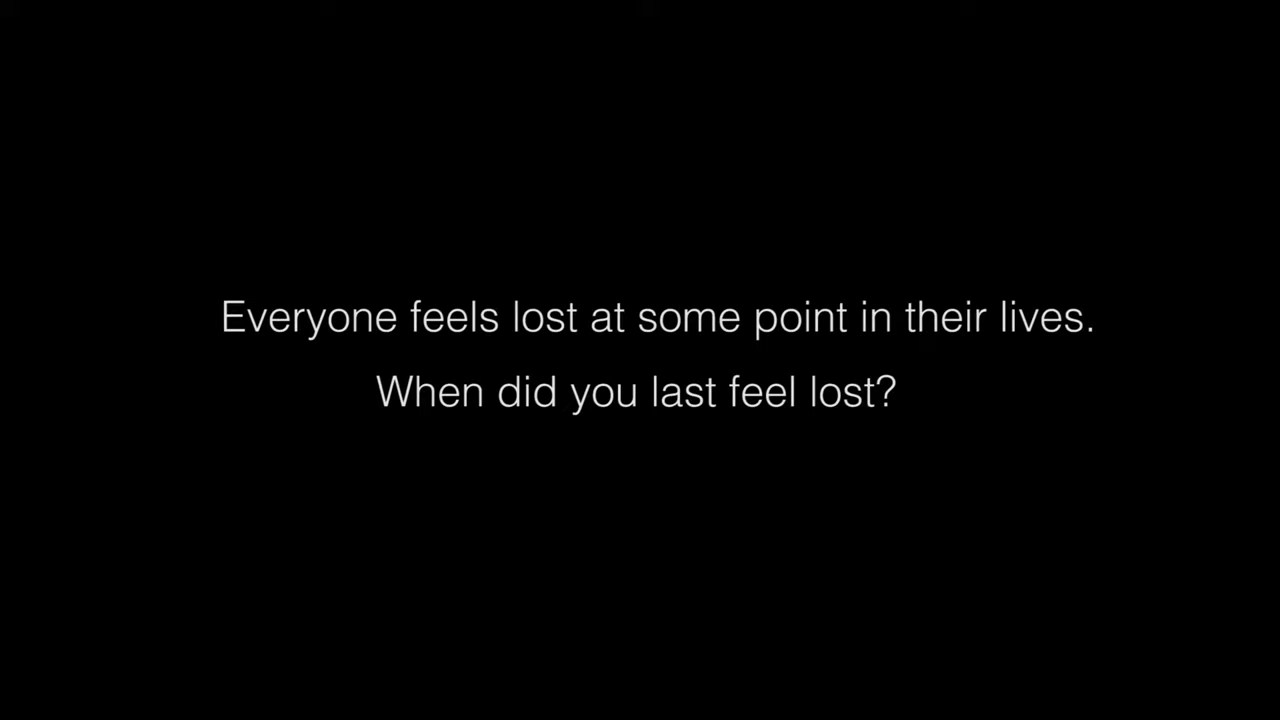 Everyone feels lost at some point in their lives.
When did you last feel lost?